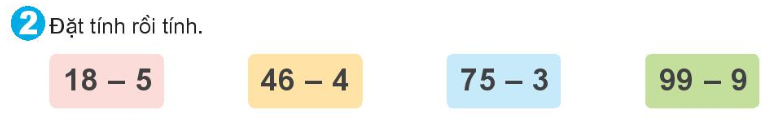 2 Đặt tính rồi tính.
18 – 5 46 – 4 75 – 3 99 – 9